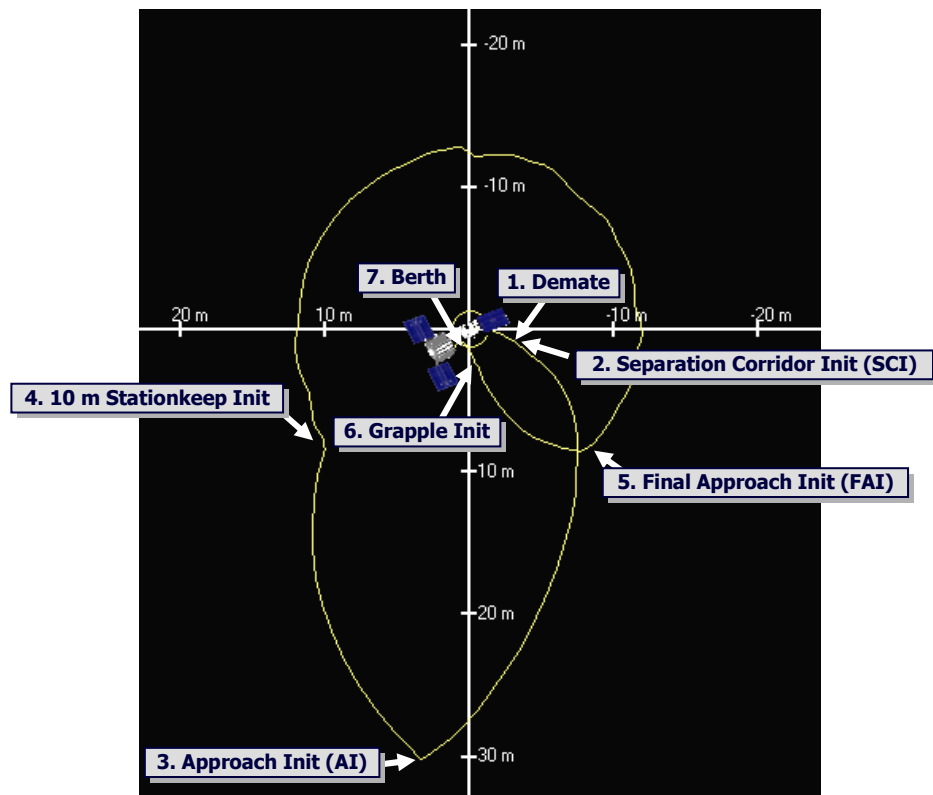 -20 m
-10 m
7. Berth
1. Demate
20 m
10 m
-10 m
-20 m
2. Separation Corridor Init (SCI)
4. 10 m Stationkeep Init
6. Grapple Init
10 m
5. Final Approach Init (FAI)
20 m
3. Approach Init (AI)
30 m